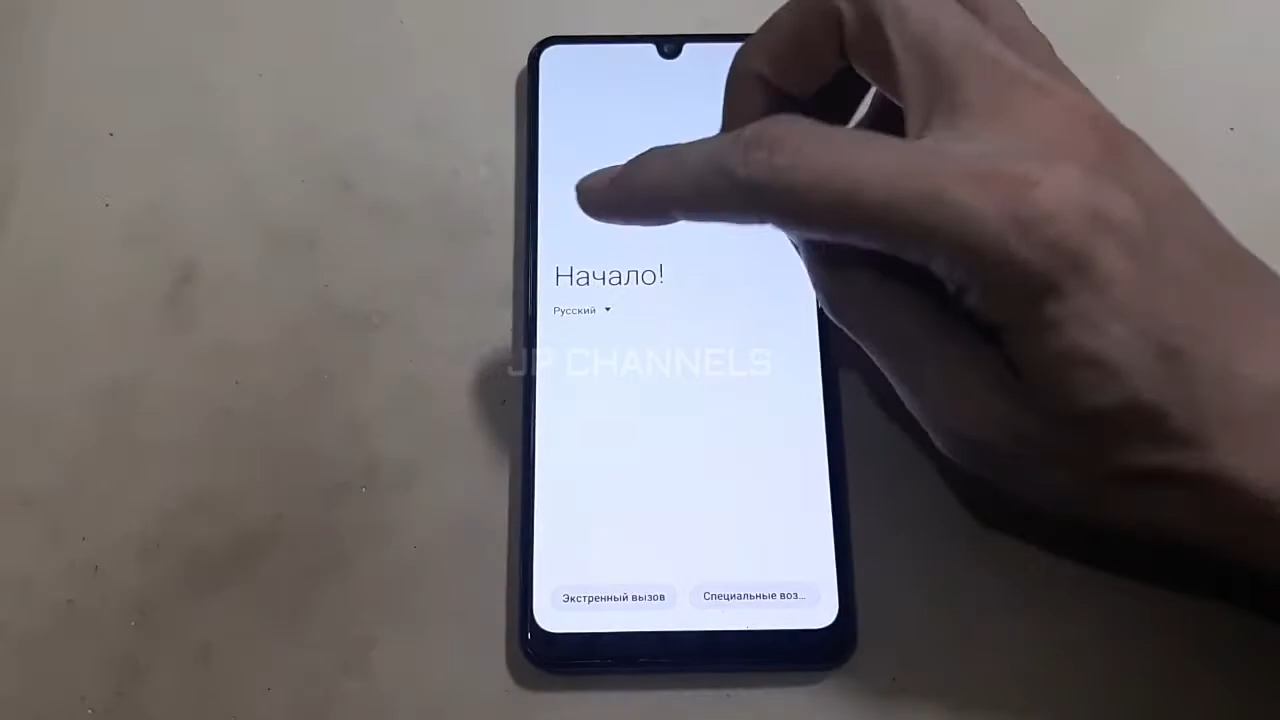 Начало!
Русский
JP CHANNELS
Экстренный вызов
Специальные воз...